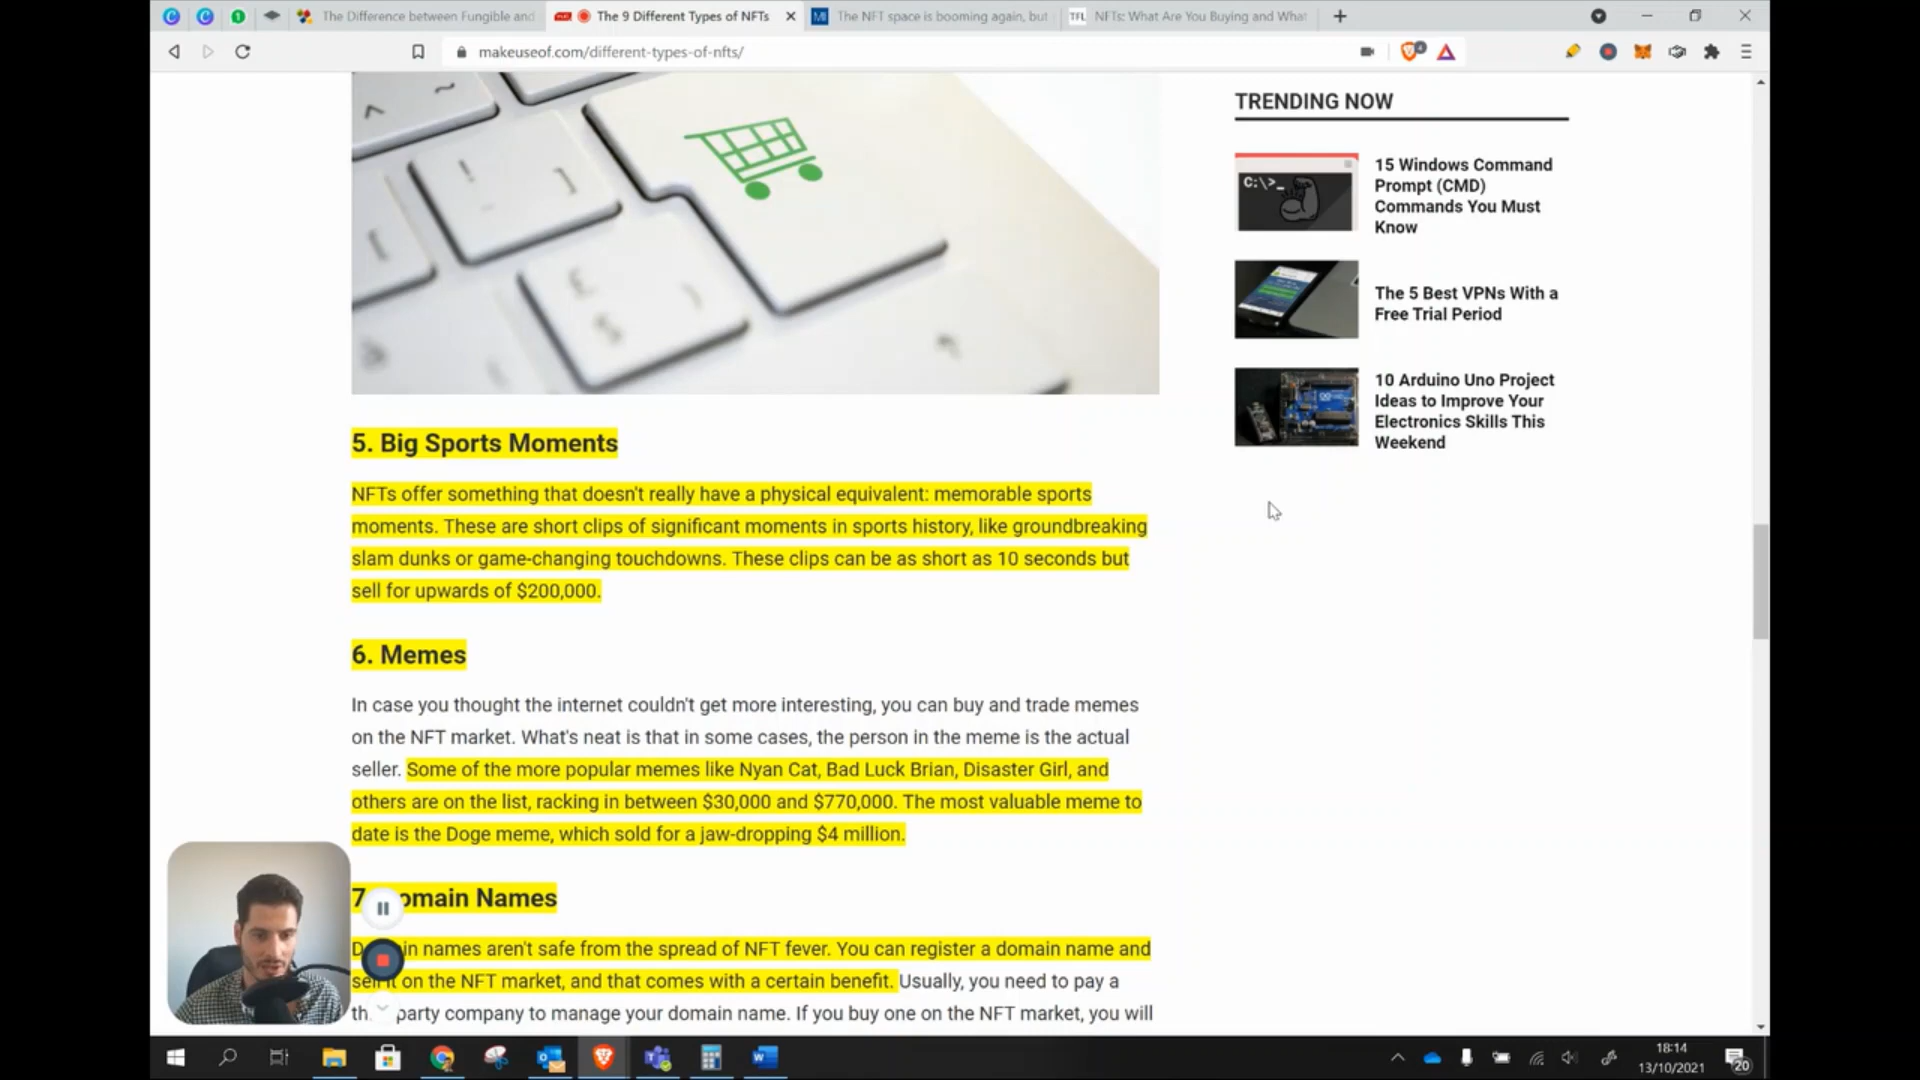 The Difference between Fungible and
The 9 Different Types of NFTs
The NFT space is booming again, but
TFL
NFTs: What Are You Buying and What
makeuseof.com/different-types-of-nfts/
TRENDING NOW
C:\>_
15 Windows Command
Prompt (CMD)
Commands You Must
Know
The 5 Best VPNs With a
Free Trial Period
10 Arduino Uno Project
Ideas to Improve Your
Electronics Skills This
Weekend
5. Big Sports Moments
NFTs offer something that doesn't really have a physical equivalent: memorable sports
moments. These are short clips of significant moments in sports history, like groundbreaking
slam dunks or game-changing touchdowns. These clips can be as short as 10 seconds but
sell for upwards of $200,000.
6. Memes
In case you thought the internet couldn't get more interesting, you can buy and trade memes
on the NFT market. What's neat is that in some cases, the person in the meme is the actual
seller. Some of the more popular memes like Nyan Cat, Bad Luck Brian, Disaster Girl, and
others are on the list, racking in between $30,000 and $770,000. The most valuable meme to
date is the Doge meme, which sold for a jaw-dropping $4 million.
7. Domain Names
Domain names aren't safe from the spread of NFT fever. You can register a domain name and
sell it on the NFT market, and that comes with a certain benefit. Usually, you need to pay a
party company to manage your domain name. If you buy one on the NFT market, you will
18:14
13/10/2021
20